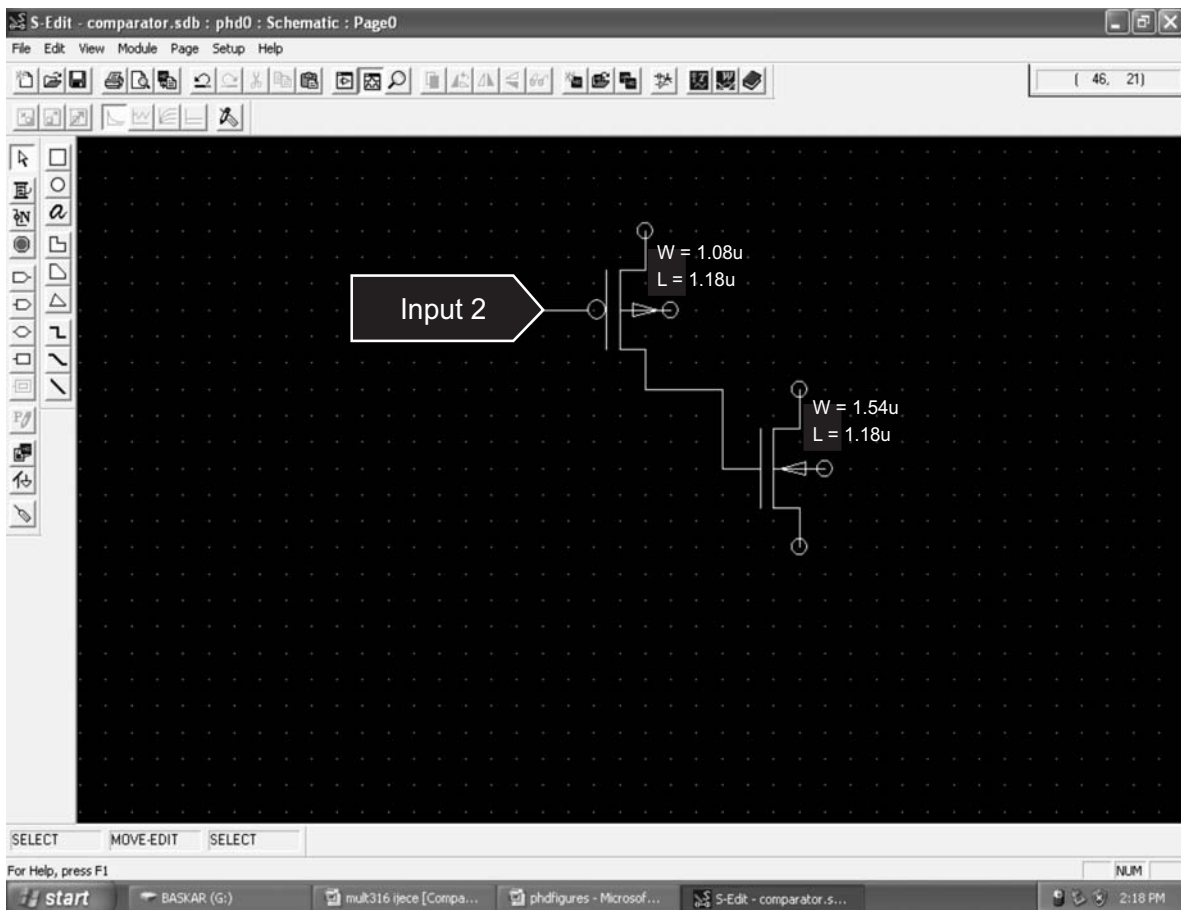 S-Edit - comparator.sdb : phd0 : Schematic : Page0
File Edit View Module Page Setup Help
( 46, 21)
W = 1.08u
L = 1.18u
Input 2
W = 1.54u
L = 1.18u
SELECT MOVE-EDIT SELECT
For Help, press F1
NUM
start
BASKAR (G:)
mult316 ijece [Compa...
phdfigures - Microsof...
S-Edit - comparator.s...
2:18 PM